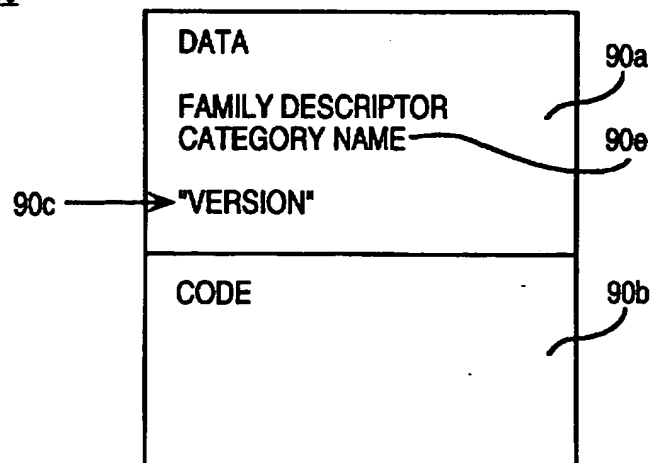 DATA
90a
FAMILY DESCRIPTOR
CATEGORY NAME
90e
90c
"VERSION"
CODE
90b